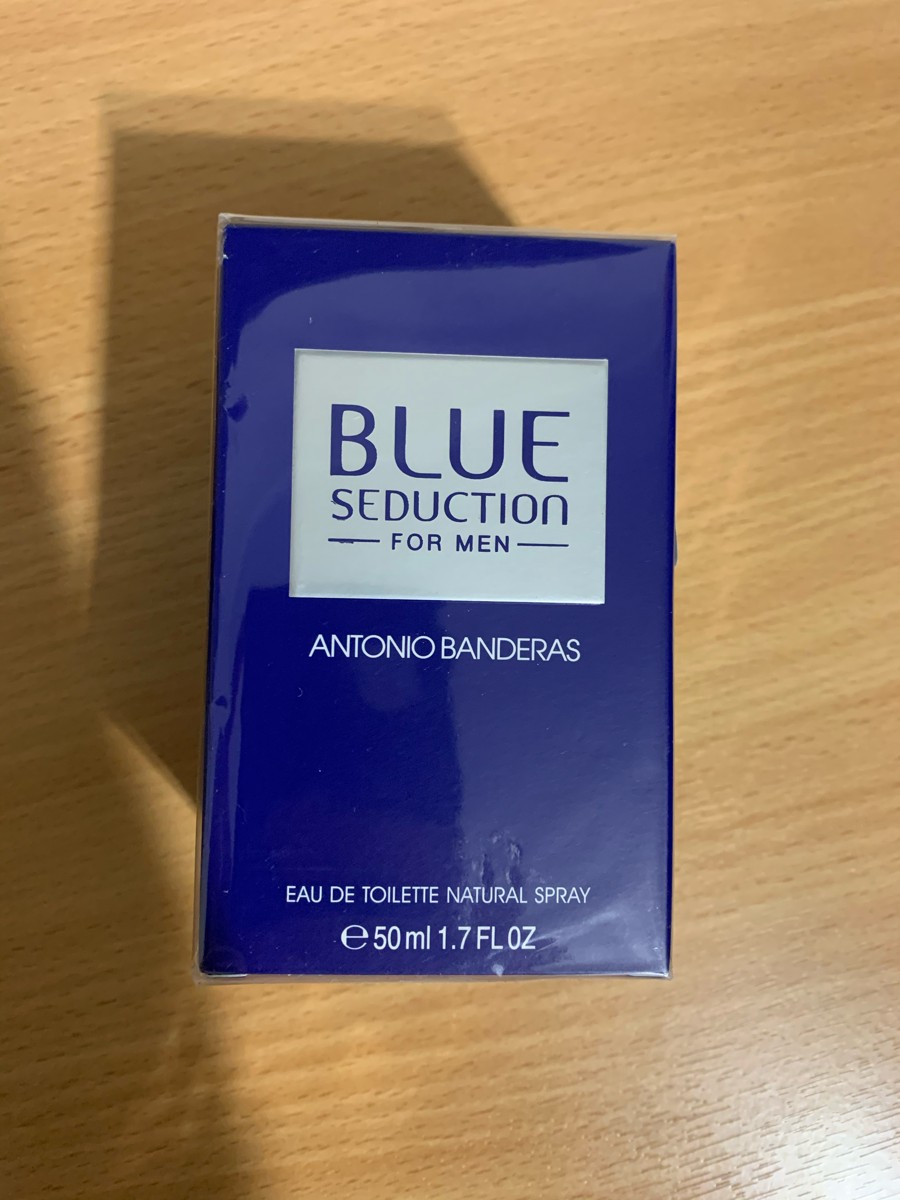 BLUE
SEDUCTION
FOR MEN
ANTONIO BANDERAS
EAU DE TOILETTE NATURAL SPRAY
℮ 50 ml 1.7 FL OZ